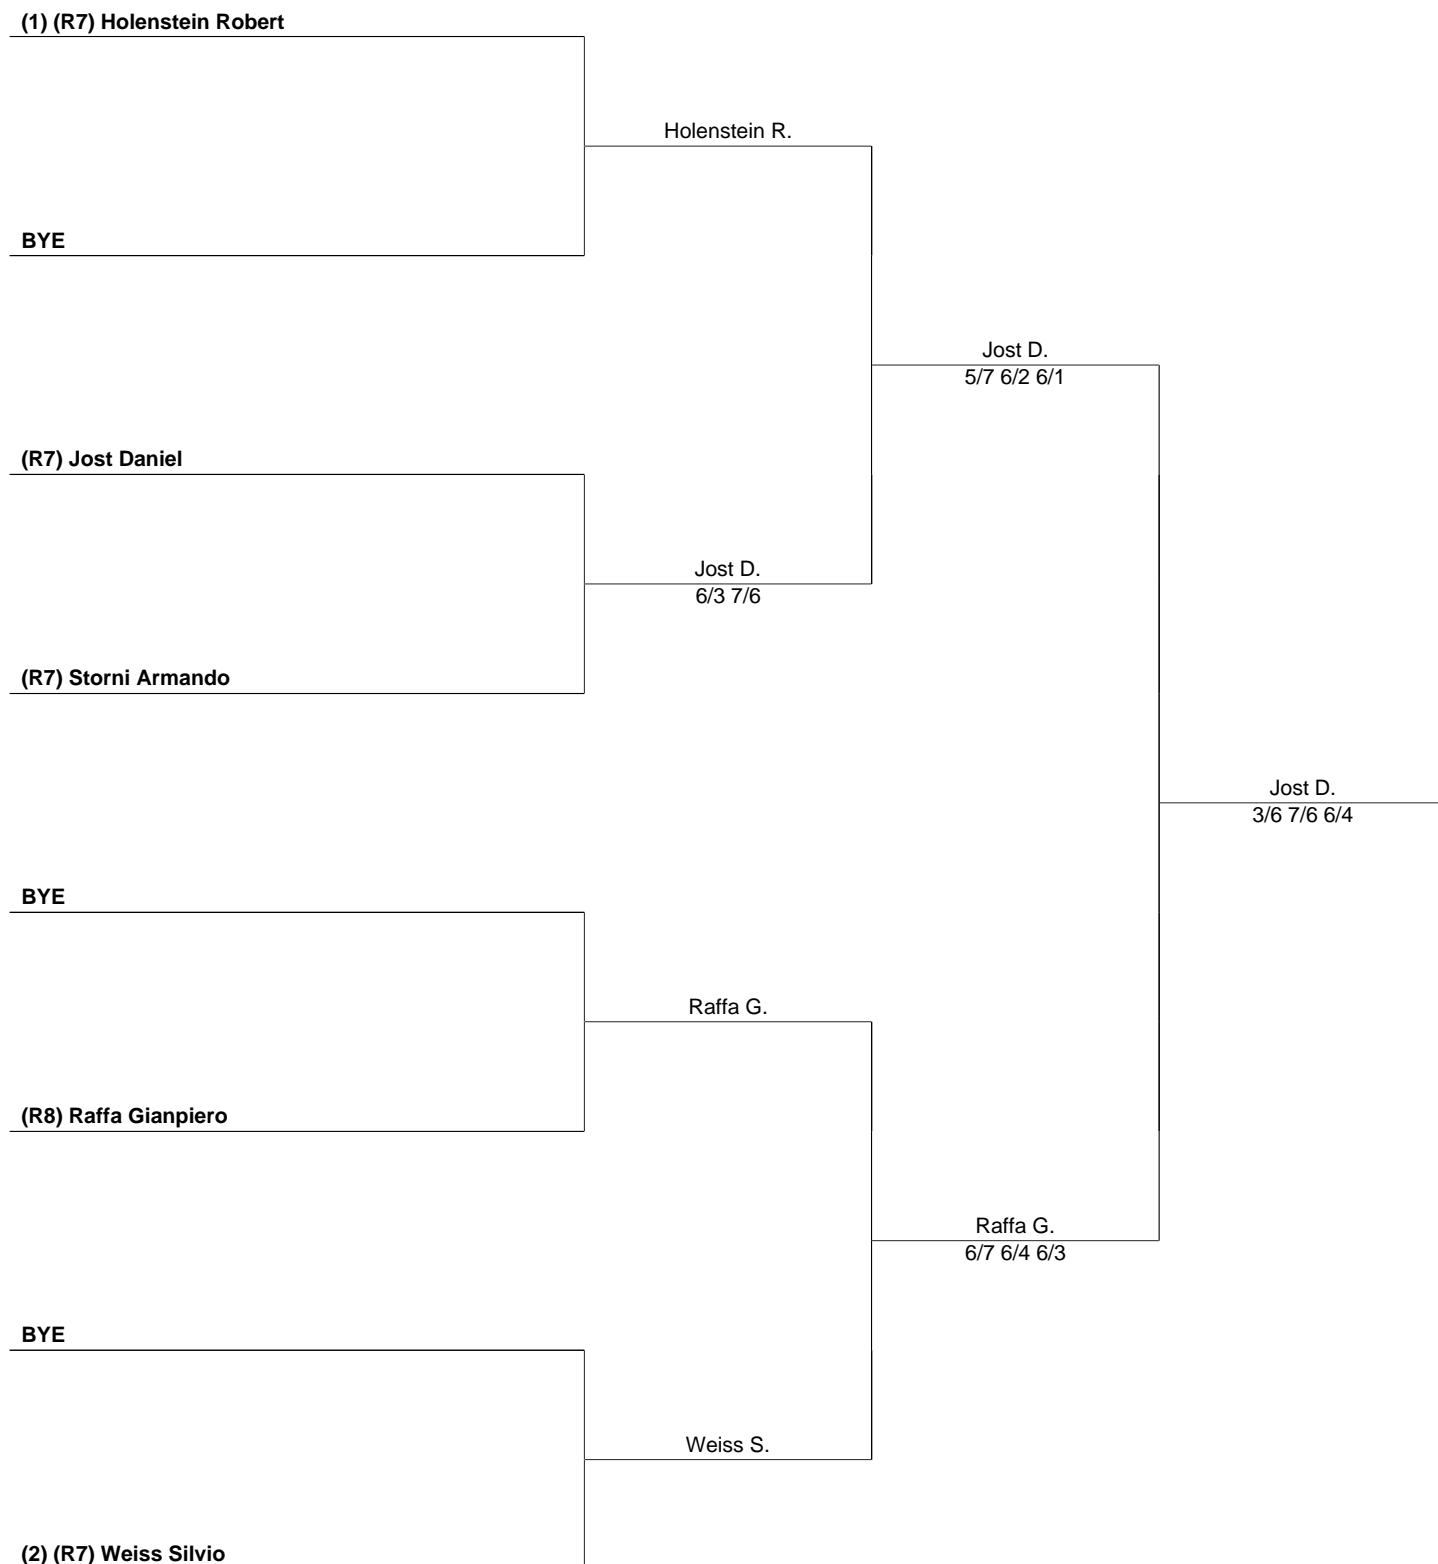 (1) (R7) Holenstein Robert
Holenstein R.
BYE
Jost D.
5/7 6/2 6/1
(R7) Jost Daniel
Jost D.
6/3 7/6
(R7) Storni Armando
Jost D.
3/6 7/6 6/4
BYE
Raffa G.
(R8) Raffa Gianpiero
Raffa G.
6/7 6/4 6/3
BYE
Weiss S.
(2) (R7) Weiss Silvio